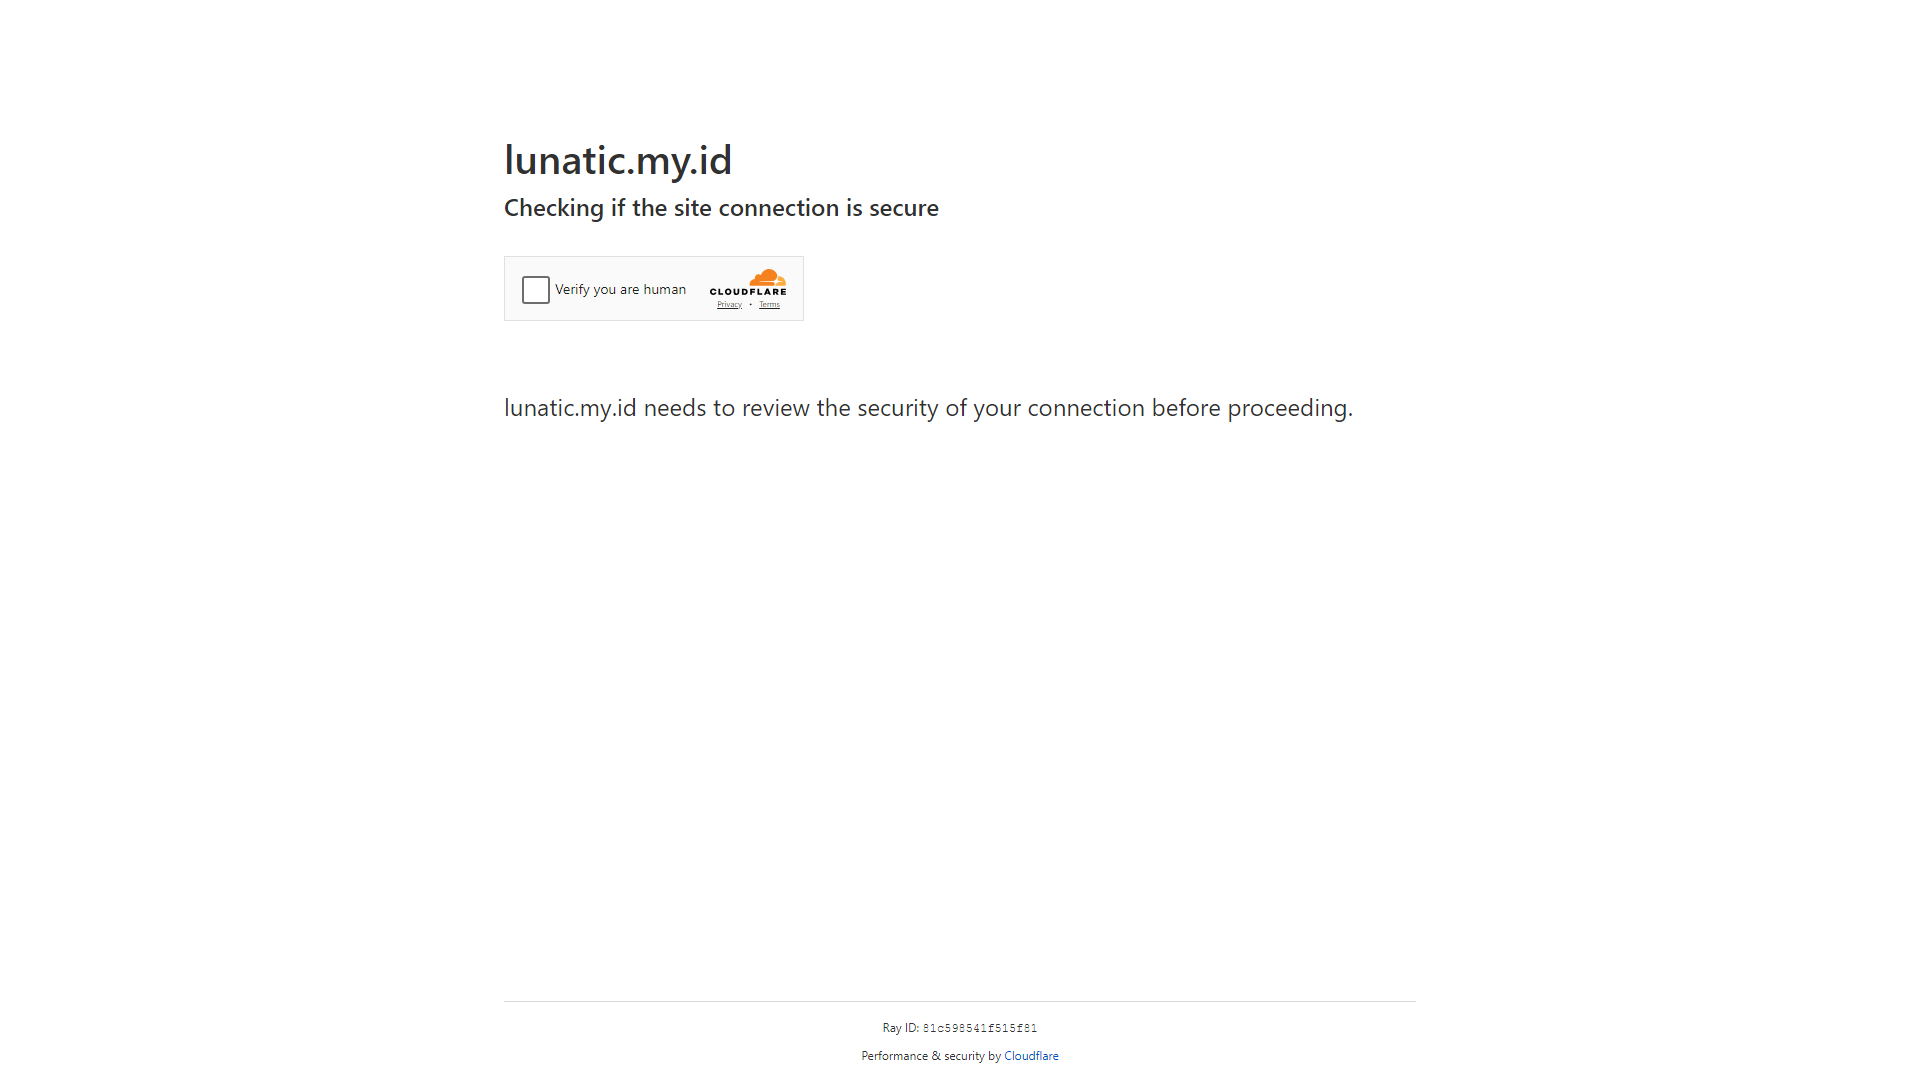 lunatic.my.id
Checking if the site connection is secure
Verify you are human
CLOUDFLARE
Privacy • Terms
lunatic.my.id needs to review the security of your connection before proceeding.
Ray ID: 81c598541f515f81
Performance & security by Cloudflare